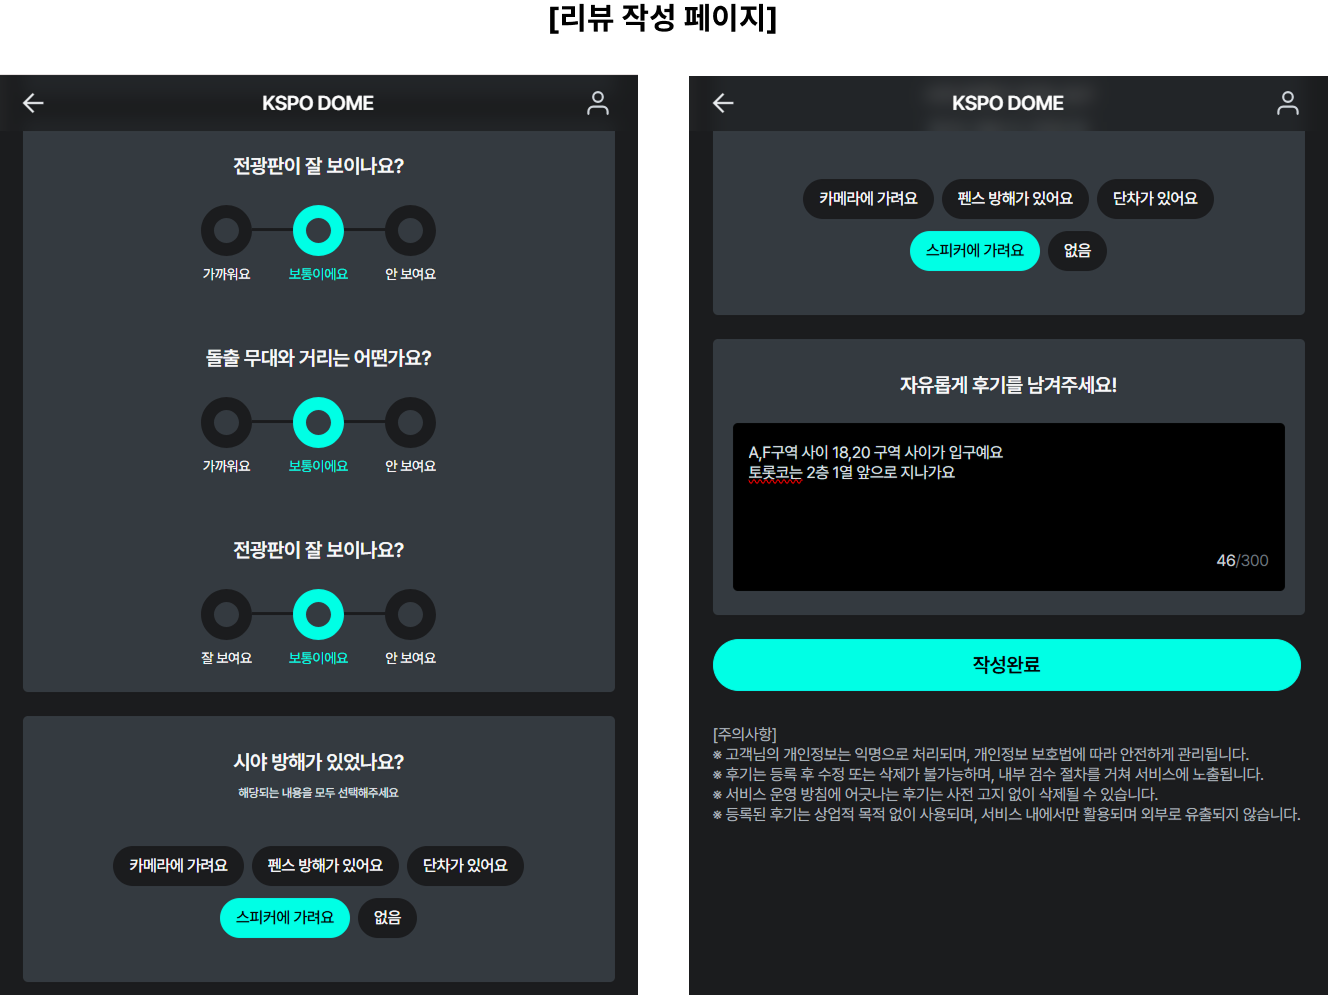 [리뷰 작성 페이지]
KSPO DOME
전광판이 잘 보이나요?
가까워요 보통이에요 안 보여요
돌출 무대와 거리는 어떤가요?
가까워요 보통이에요 안 보여요
전광판이 잘 보이나요?
잘 보여요 보통이에요 안 보여요
시야 방해가 있었나요?
해당되는 내용을 모두 선택해주세요
카메라에 가려요 펜스 방해가 있어요 단차가 있어요
스피커에 가려요 없음
KSPO DOME
카메라에 가려요 펜스 방해가 있어요 단차가 있어요
스피커에 가려요 없음
자유롭게 후기를 남겨주세요!
A,F구역 사이 18,20 구역 사이가 입구예요
토롯코는 2층 1열 앞으로 지나가요
46/300
작성완료
[주의사항]
※ 고객님의 개인정보는 익명으로 처리되며, 개인정보 보호법에 따라 안전하게 관리됩니다.
※ 후기는 등록 후 수정 또는 삭제가 불가능하며, 내부 검수 절차를 거쳐 서비스에 노출됩니다.
※ 서비스 운영 방침에 어긋나는 후기는 사전 고지 없이 삭제될 수 있습니다.
※ 등록된 후기는 상업적 목적 없이 사용되며, 서비스 내에서만 활용되며 외부로 유출되지 않습니다.